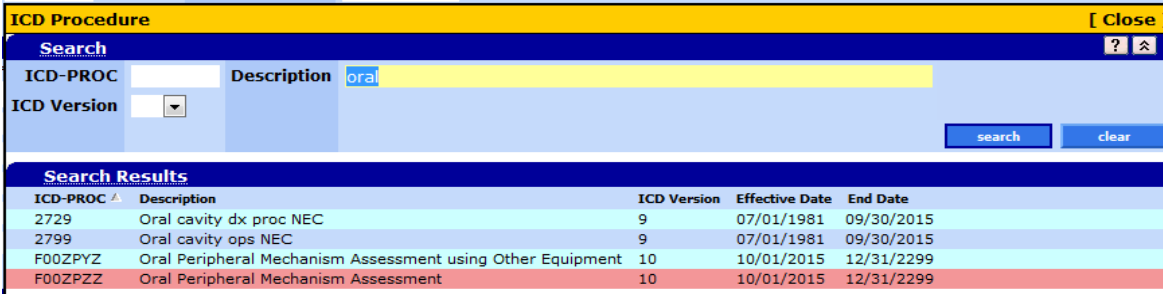 ICD Procedure [ Close
Search ?
ICD-PROC Description oral
ICD Version
search clear
Search Results
ICD-PROC Description ICD Version Effective Date End Date
2729 Oral cavity dx proc NEC 9 07/01/1981 09/30/2015
2799 Oral cavity ops NEC 9 07/01/1981 09/30/2015
F00ZPYZ Oral Peripheral Mechanism Assessment using Other Equipment 10 10/01/2015 12/31/2299
F00ZPZZ Oral Peripheral Mechanism Assessment 10 10/01/2015 12/31/2299